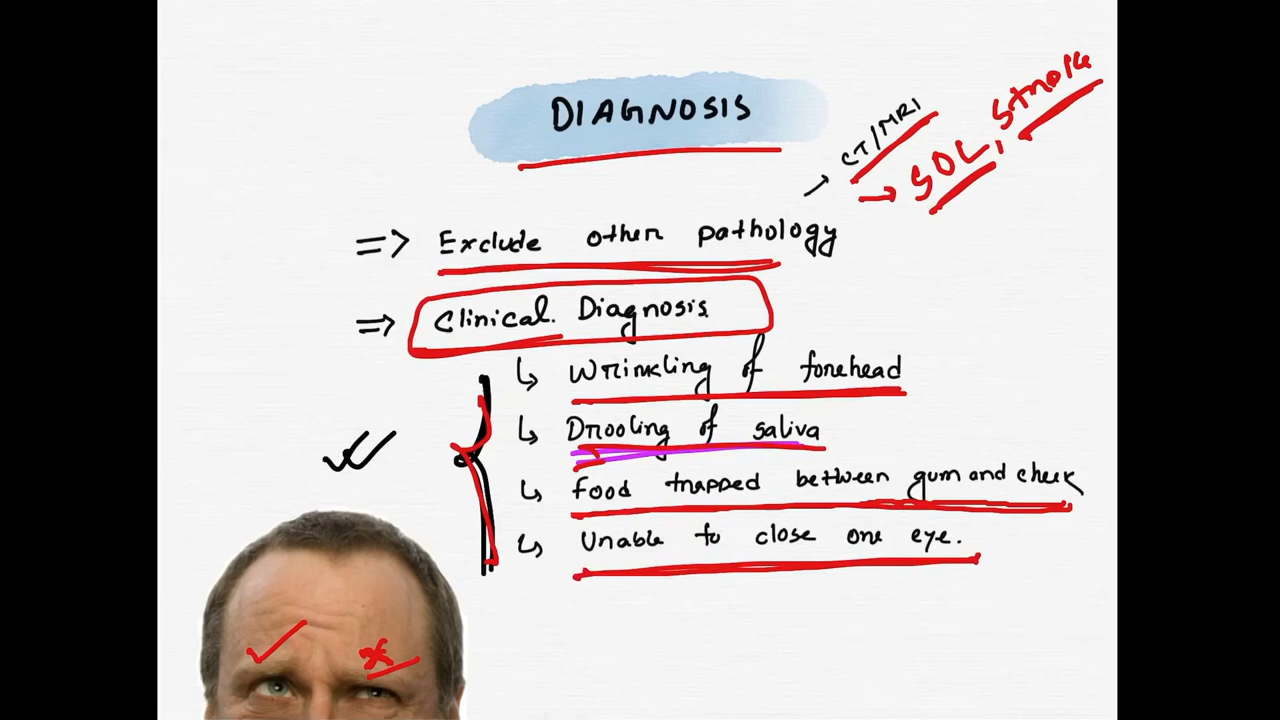 DIAGNOSIS
CT/MRI
→ SOL, Stroke
=> Exclude other pathology
=> Clinical. Diagnosis
↳ Wrinkling of forehead
↳ Drooling of saliva
↳ Food trapped between gum and cheek
↳ Unable to close one eye.